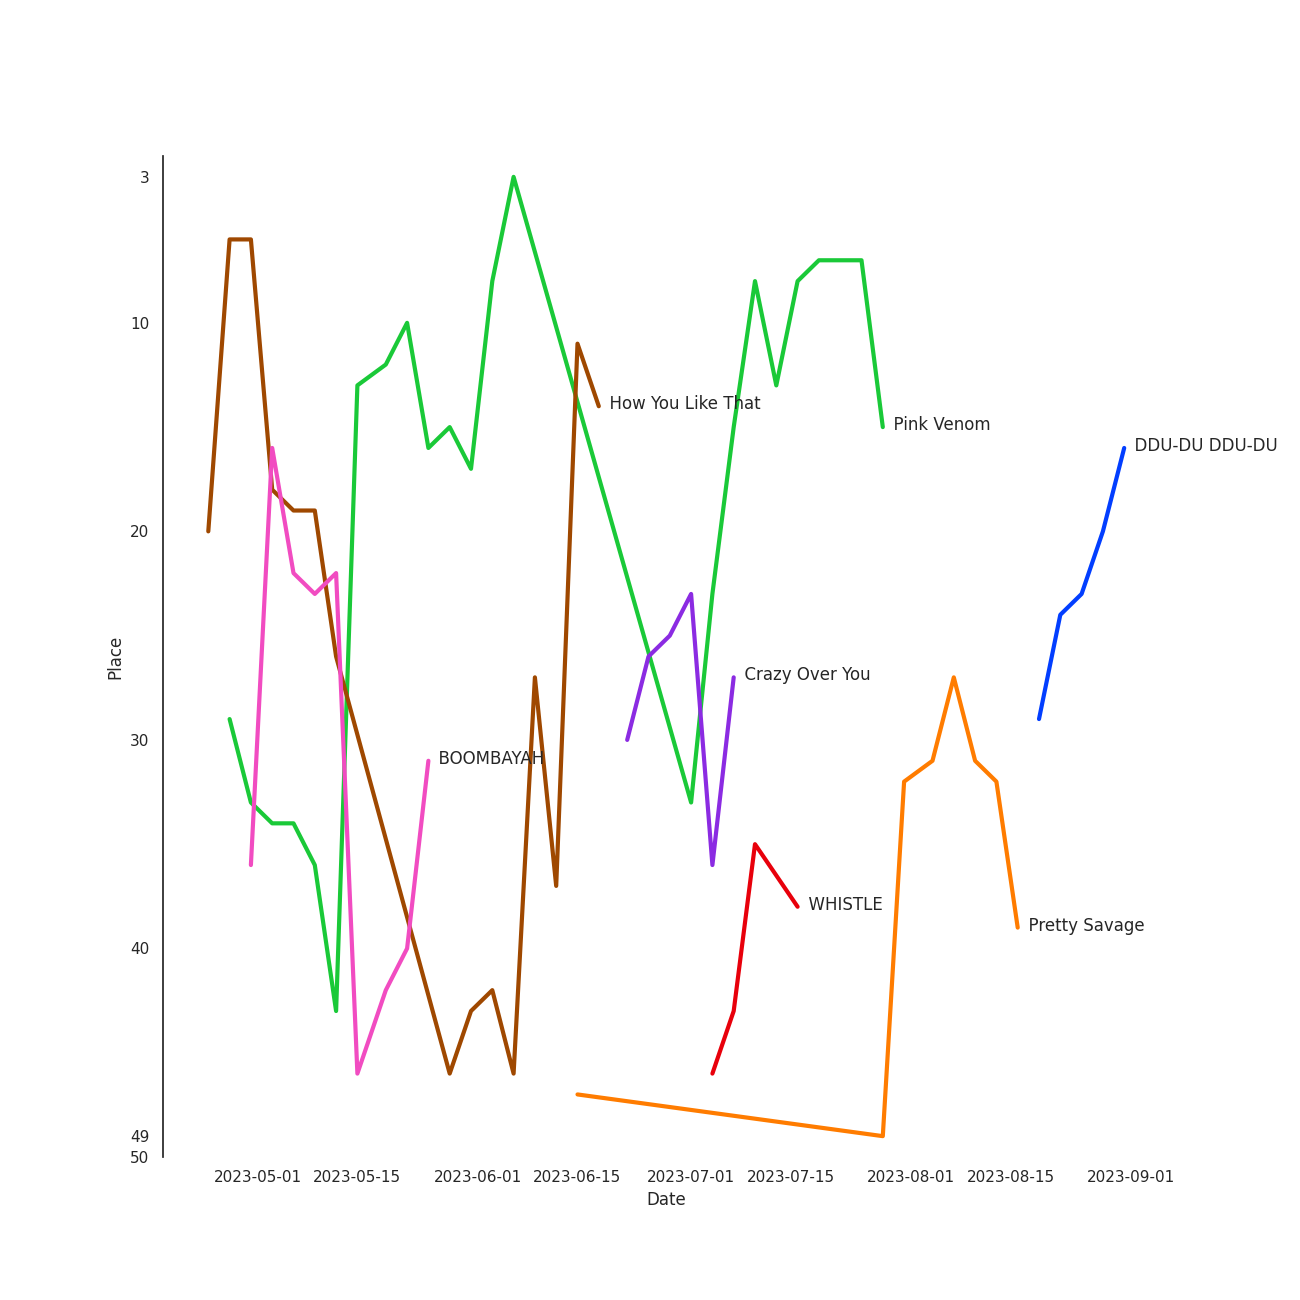 3
10
How You Like That
Pink Venom
DDU-DU DDU-DU
20
Place
Crazy Over You
30
BOOMBAYAH
WHISTLE
Pretty Savage
40
49
50
2023-05-01 2023-05-15 2023-06-01 2023-06-15 2023-07-01 2023-07-15 2023-08-01 2023-08-15 2023-09-01
Date